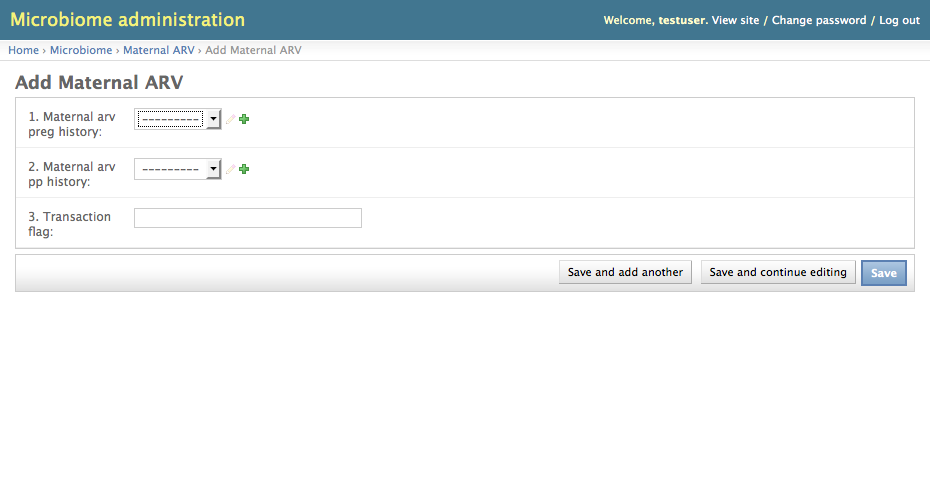 Microbiome administration
Welcome, testuser. View site / Change password / Log out
Home › Microbiome › Maternal ARV › Add Maternal ARV
Add Maternal ARV
1. Maternal arv
preg history:
---------
2. Maternal arv
pp history:
---------
3. Transaction
flag:
Save and add another
Save and continue editing
Save